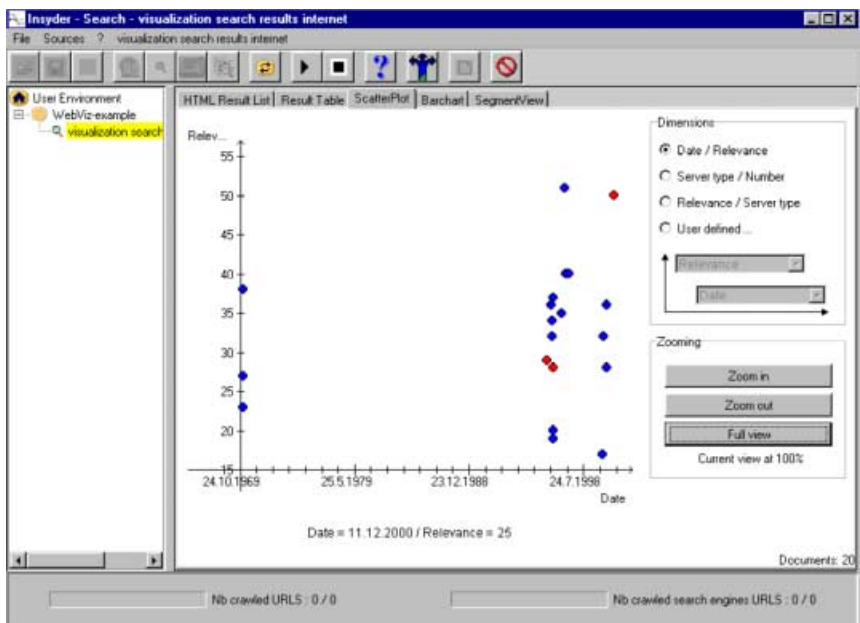 Insyder - Search - visualization search results internet
File Sources ? visualization search results internet
User Environment
WebViz-example
visualization search
HTML Result List Result Table ScatterPlot Barchart SegmentView
Relev...
55
50
45
40
35
30
25
20
15
24.10.1969 25.5.1979 23.12.1988 24.7.1998
Date
Date = 11.12.2000 / Relevance = 25
Dimensions
Date / Relevance
Server type / Number
Relevance / Server type
User defined...
Relevance
Date
Zooming
Zoom in
Zoom out
Full view
Current view at 100%
Documents: 20
Nb crawled URLS : 0 / 0 Nb crawled search engines URLS : 0 / 0